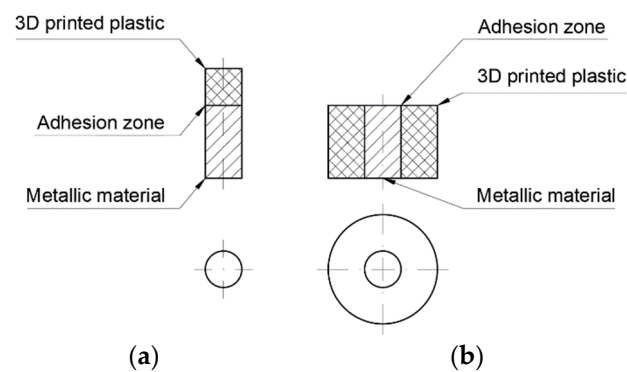 3D printed plastic
Adhesion zone
Metallic material
Adhesion zone
3D printed plastic
Metallic material
(a)
(b)